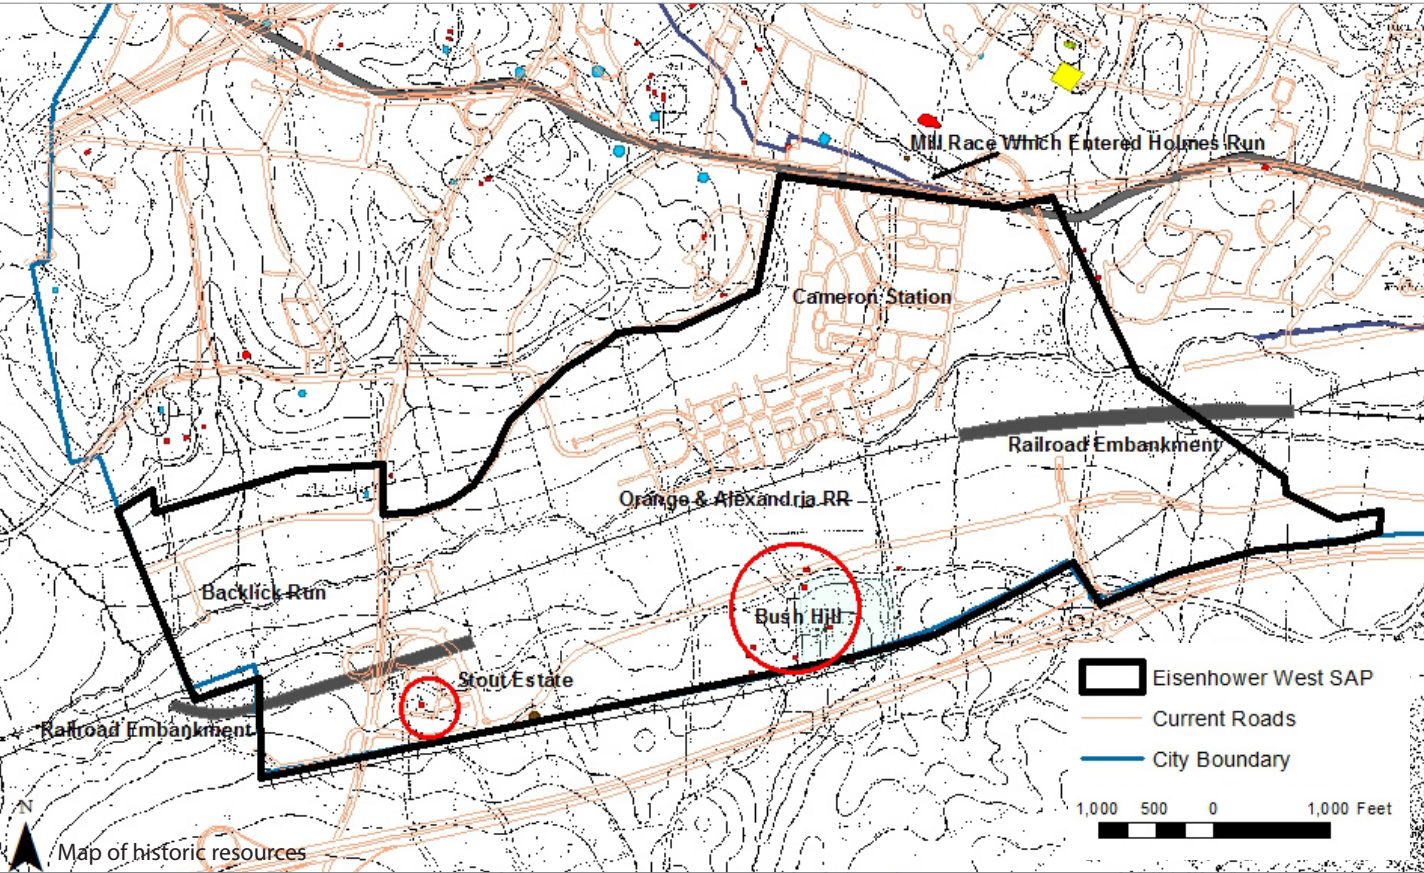 Mill Race Which Entered Holmes Run
Cameron Station
Railroad Embankment
Orange & Alexandria RR
Backlick Run
Bush Hill
Stout Estate
Railroad Embankment
Eisenhower West SAP
Current Roads
City Boundary
1,000 500 0 1,000 Feet
N
Map of historic resources